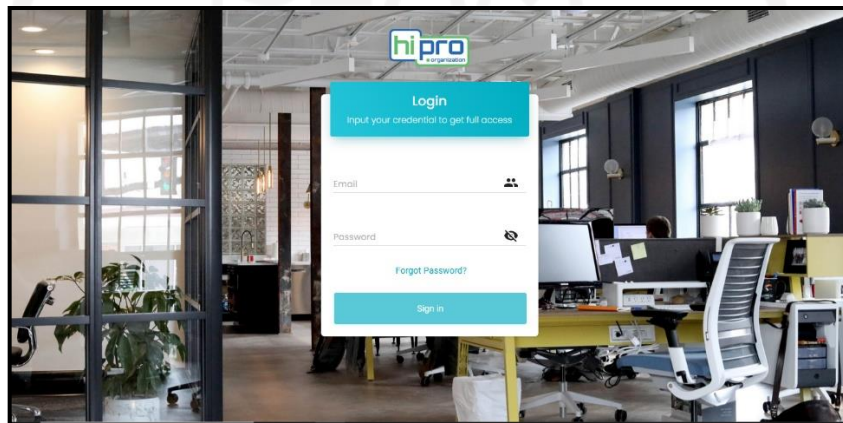 hipro
organization
Login
Input your credential to get full access
Email
Password
Forgot Password?
Sign in